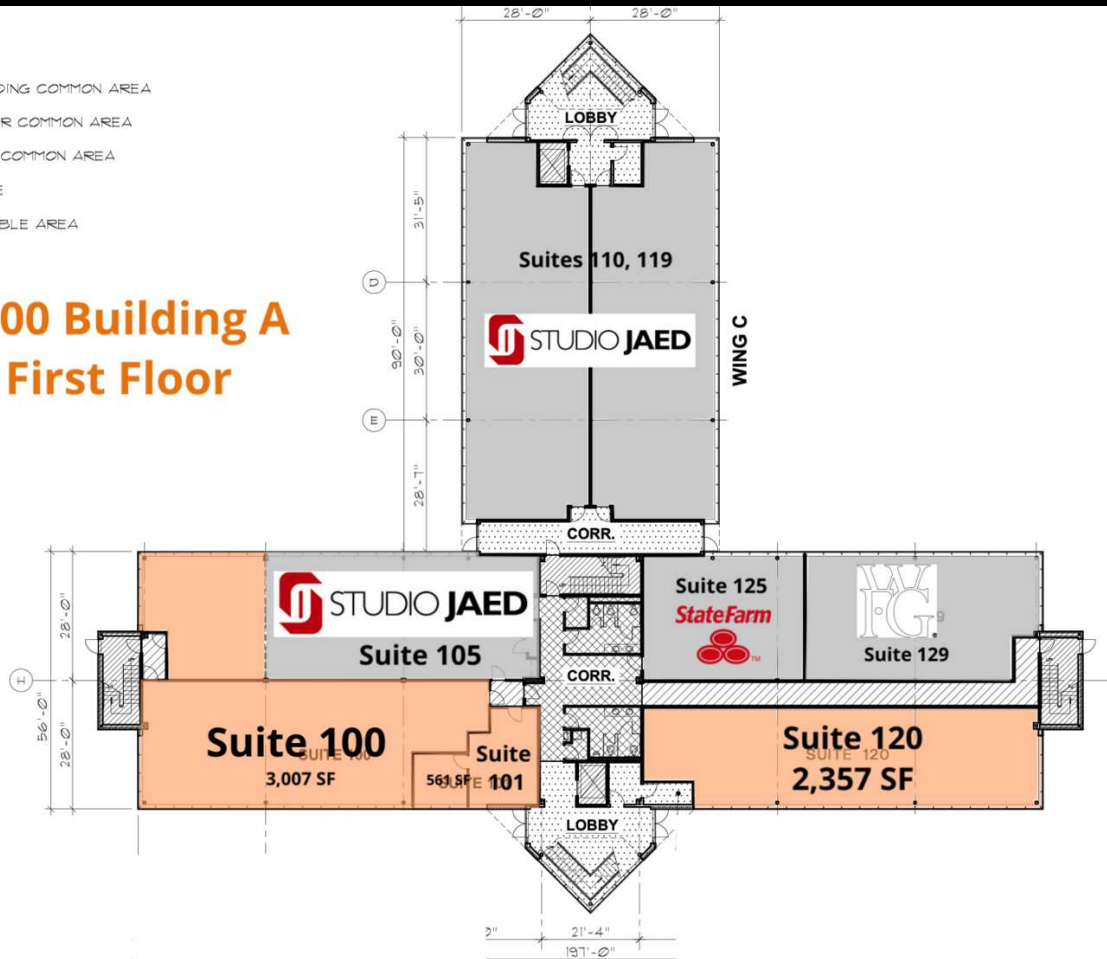 28'-0" 28'-0"
DING COMMON AREA
R COMMON AREA
COMMON AREA
E
BLE AREA
LOBBY
31'-5"
Suites 110, 119
D
00 Building A
First Floor
90'-0"
30'-0"
STUDIO JAED
WING C
E
28'-7"
CORR.
28'-0"
STUDIO JAED
Suite 105
Suite 125
StateFarm
TM
WPG
9
Suite 129
CORR.
H
56'-0"
28'-0"
Suite 100
3,007 SF
Suite
101
561 SF
Suite 120
SUITE 120
2,357 SF
LOBBY
21'-4"
197'-0"